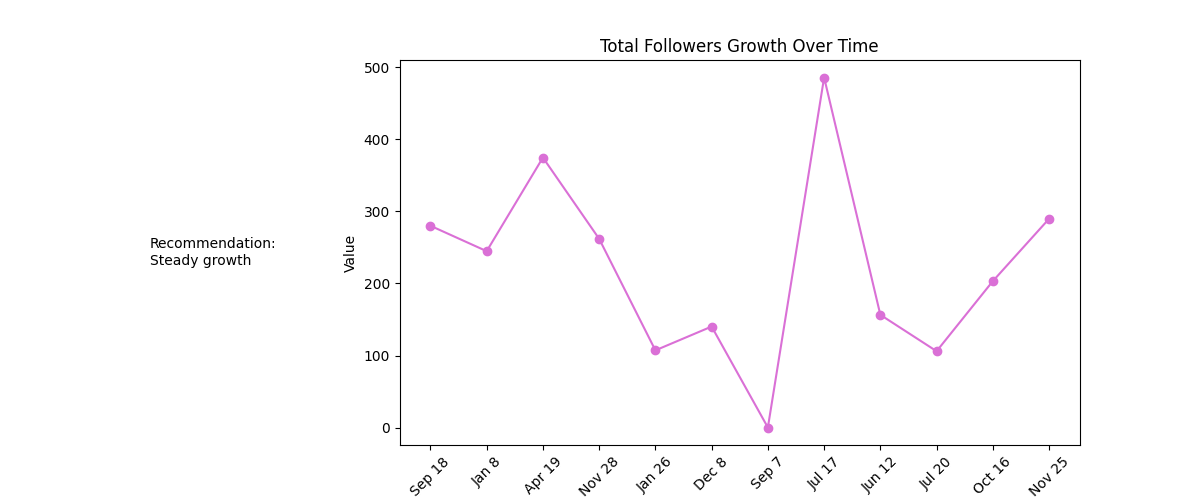 Total Followers Growth Over Time
500
400
300
200
100
0
Value
Recommendation:
Steady growth
Sep 18
Jan 8
Apr 19
Nov 28
Jan 26
Dec 8
Sep 7
Jul 17
Jun 12
Jul 20
Oct 16
Nov 25